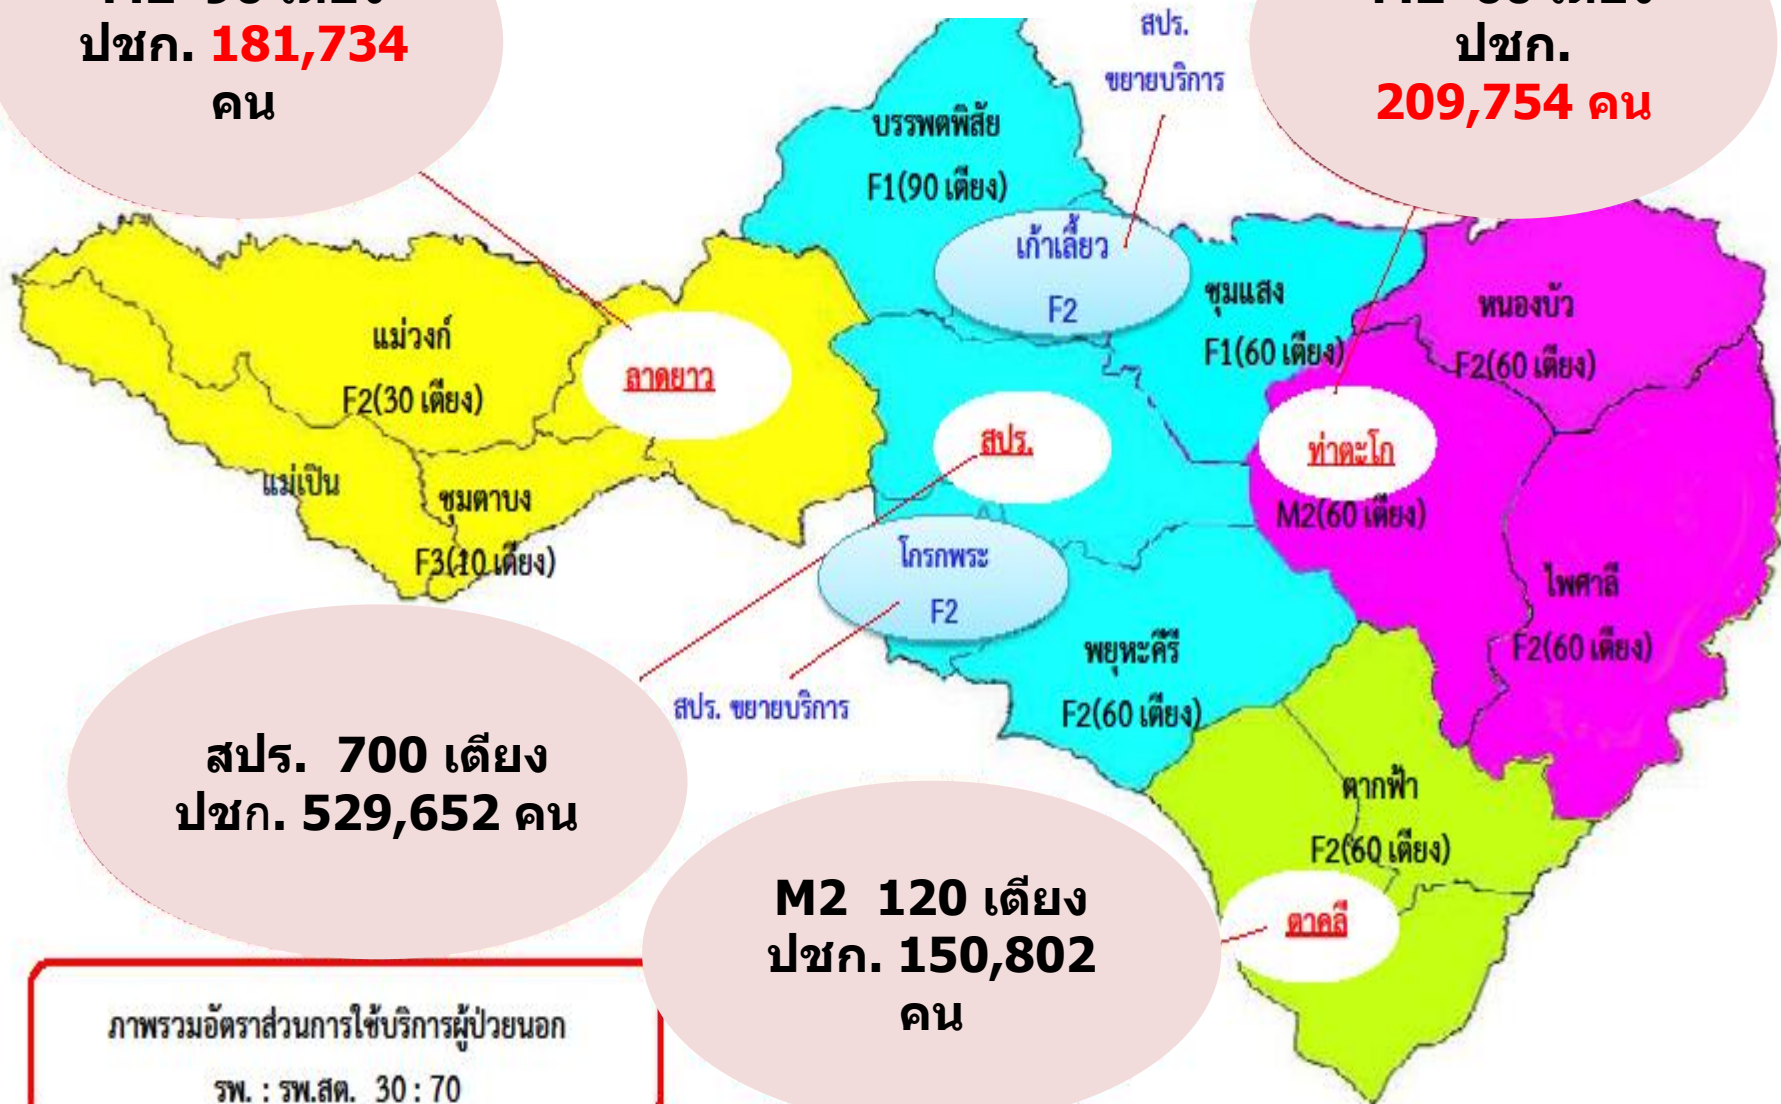 ปชก. 181,734
คน
ปชก.
209,754 คน
สปร.
ขยายบริการ
บรรพตพิสัย
F1(90 เตียง)
เก้าเลี้ยว
F2
ชุมแสง
F1(60 เตียง)
หนองบัว
F2(60 เตียง)
แม่วงก์
F2(30 เตียง)
ลาดยาว
สปร.
ท่าตะโก
M2(60 เตียง)
แม่เปิน
ชุมตาบง
F3(10 เตียง)
โกรกพระ
F2
ไพศาลี
F2(60 เตียง)
พยุหะคีรี
F2(60 เตียง)
สปร. ขยายบริการ
สปร. 700 เตียง
ปชก. 529,652 คน
ตากฟ้า
F2(60 เตียง)
M2 120 เตียง
ปชก. 150,802
คน
ตาคลี
ภาพรวมอัตราส่วนการใช้บริการผู้ป่วยนอก
รพ. : รพ.สต. 30 : 70